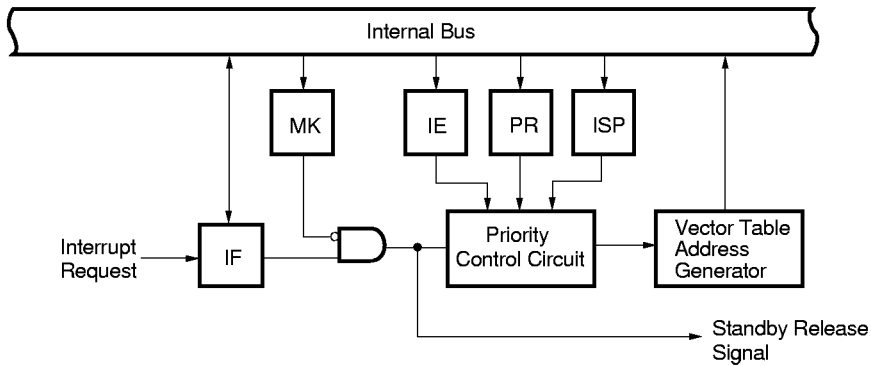 Internal Bus
MK
IE
PR
ISP
Interrupt
Request
IF
Priority
Control Circuit
Vector Table
Address
Generator
Standby Release
Signal